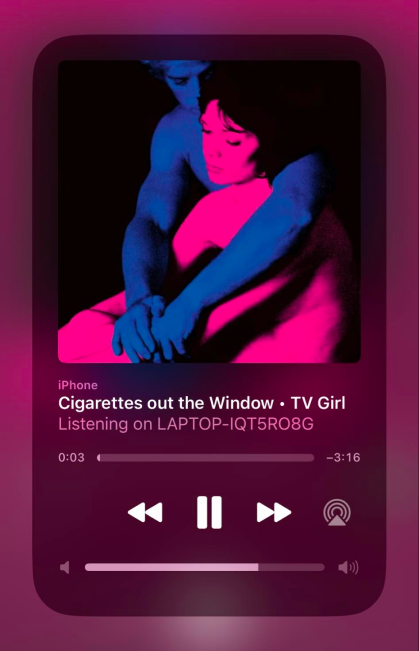 iPhone
Cigarettes out the Window • TV Girl
Listening on LAPTOP-IQT5RO8G
0:03 –3:16